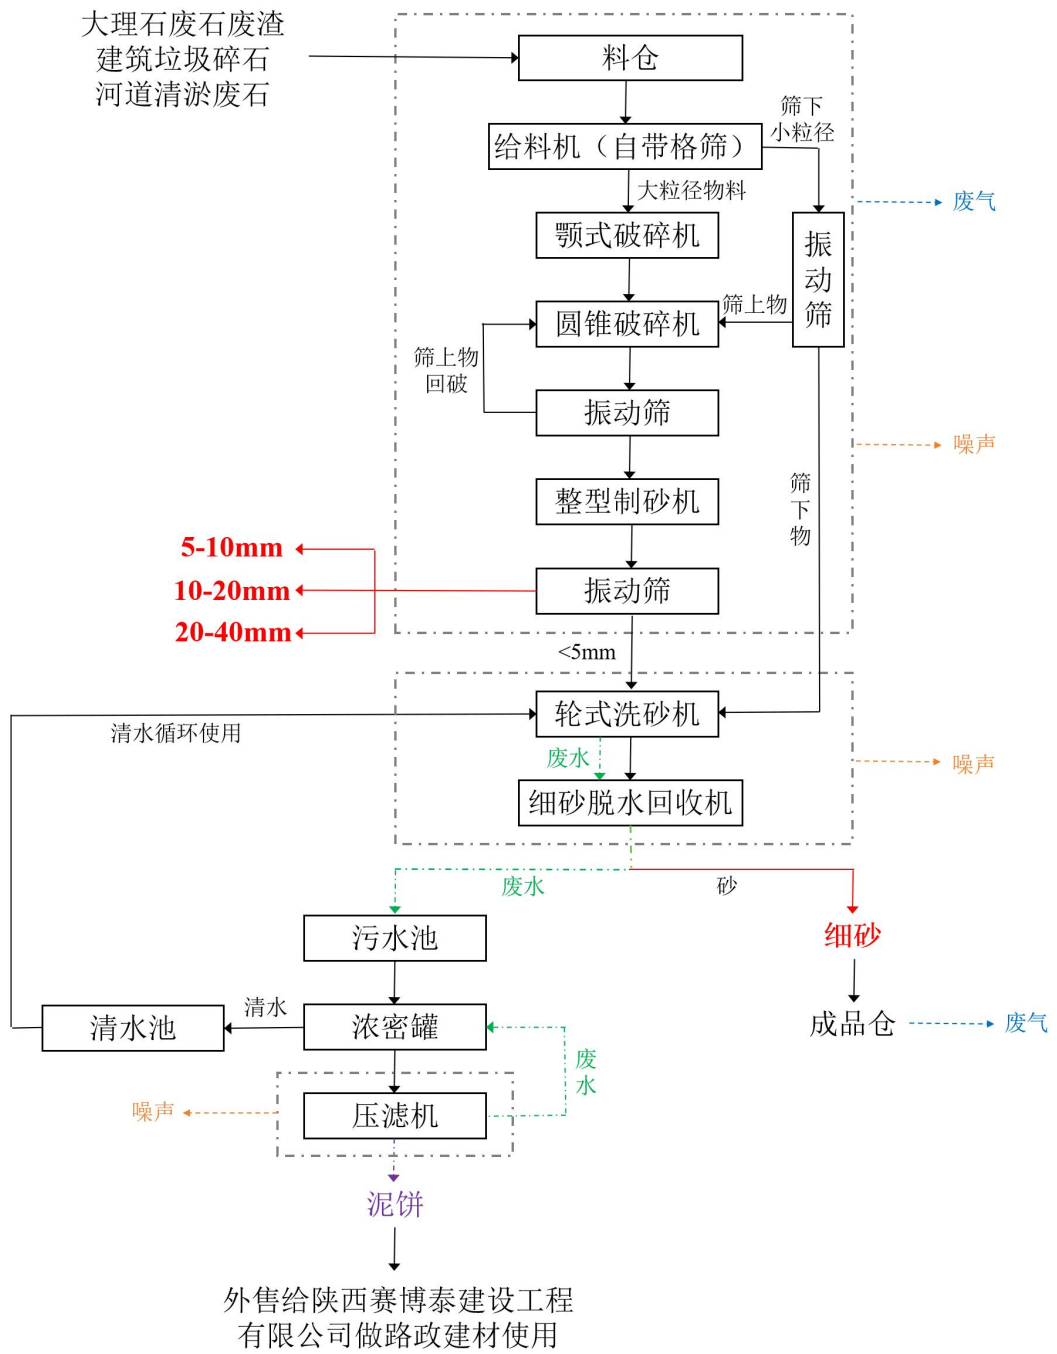 大理石废石废渣
建筑垃圾碎石
河道清淤废石
料仓
筛下
小粒径
给料机（自带格筛）
大粒径物料
废气
颚式破碎机
振
动
筛
筛上物
圆锥破碎机
筛上物
回破
振动筛
噪声
筛
下
物
整型制砂机
5-10mm
10-20mm
20-40mm
振动筛
<5mm
轮式洗砂机
清水循环使用
废水
噪声
细砂脱水回收机
废水
砂
污水池
细砂
清水
清水池
浓密罐
成品仓
废气
废
水
噪声
压滤机
泥饼
外售给陕西赛博泰建设工程
有限公司做路政建材使用